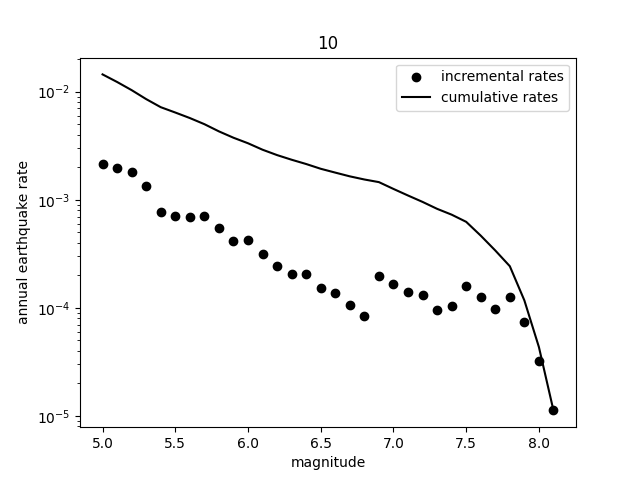 10
incremental rates
cumulative rates
annual earthquake rate
10⁻²
10⁻³
10⁻⁴
10⁻⁵
5.0 5.5 6.0 6.5 7.0 7.5 8.0
magnitude